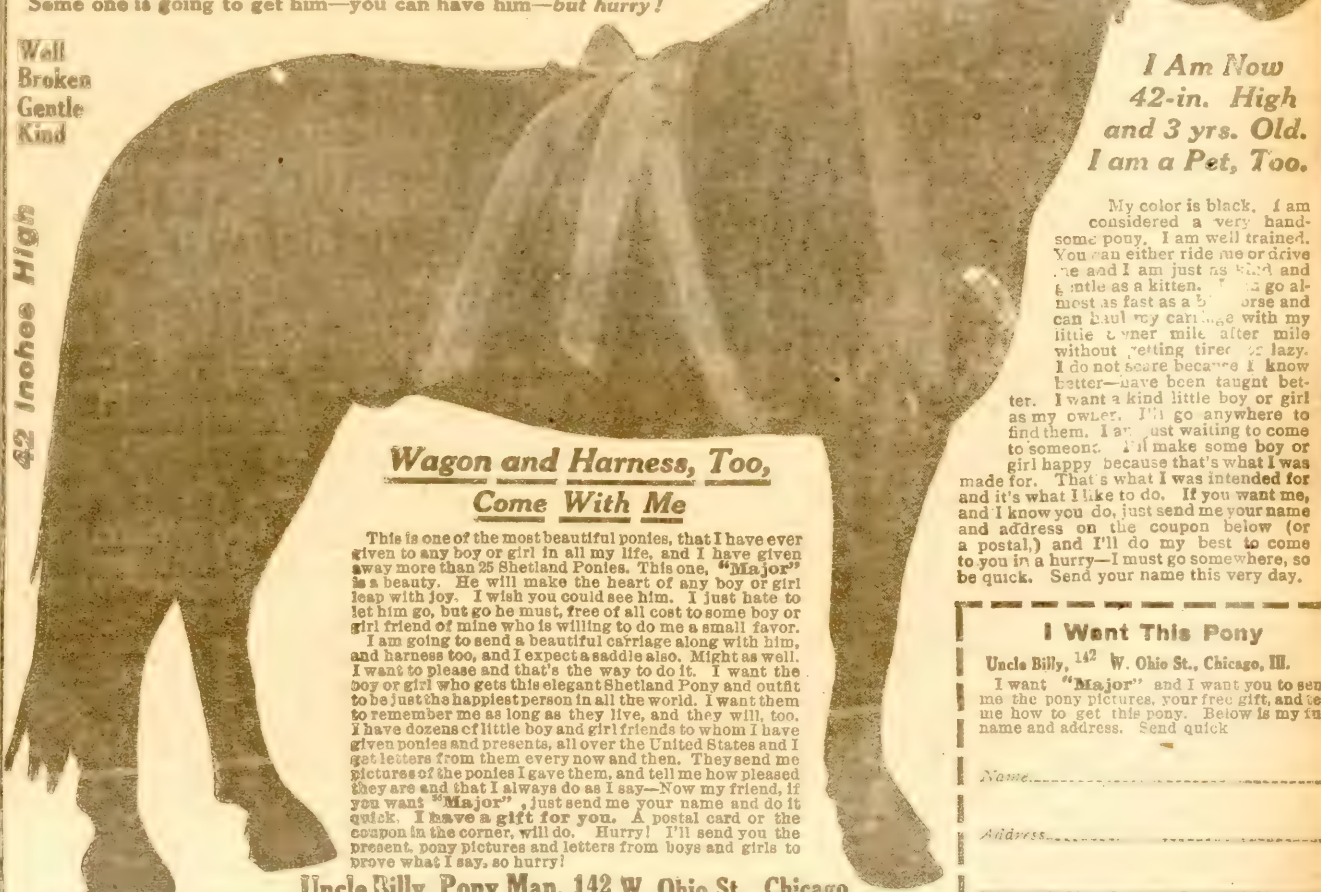 Some one is going to get him—you can have him—but hurry!
Well
Broken
Gentle
Kind
42 Inches High
I Am Now
42-in. High
and 3 yrs. Old.
I am a Pet, Too.
My color is black. I am
considered a very hand-
some pony. I am well trained.
You can either ride me or drive
me and I am just as kind and
gentle as a kitten. go al-
most as fast as a horse and
can haul my carriage with my
little owner mile after mile
without getting tired or lazy.
I do not scare because I know
better—have been taught bet-
ter. I want a kind little boy or girl
as my owner. I'll go anywhere to
find them. I am just waiting to come
to someone. I'll make some boy or
girl happy because that's what I was
made for. That's what I was intended for
and it's what I like to do. If you want me,
and I know you do, just send me your name
and address on the coupon below (or
a postal,) and I'll do my best to come
to you in a hurry—I must go somewhere, so
be quick. Send your name this very day.
Wagon and Harness, Too,
Come With Me
This is one of the most beautiful ponies, that I have ever
given to any boy or girl in all my life, and I have given
away more than 25 Shetland Ponies. This one, "Major"
is a beauty. He will make the heart of any boy or girl
leap with joy. I wish you could see him. I just hate to
let him go, but go he must, free of all cost to some boy or
girl friend of mine who is willing to do me a small favor.
I am going to send a beautiful carriage along with him,
and harness too, and I expect a saddle also. Might as well.
I want to please and that's the way to do it. I want the
boy or girl who gets this elegant Shetland Pony and outfit
to be just the happiest person in all the world. I want them
to remember me as long as they live, and they will, too.
I have dozens of little boy and girl friends to whom I have
given ponies and presents, all over the United States and I
get letters from them every now and then. They send me
pictures of the ponies I gave them, and tell me how pleased
they are and that I always do as I say—Now my friend, if
you want "Major", just send me your name and do it
quick. I have a gift for you. A postal card or the
coupon in the corner, will do. Hurry! I'll send you the
present, pony pictures and letters from boys and girls to
prove what I say, so hurry!
Uncle Billy, Pony Man, 142 W. Ohio St., Chicago
I Want This Pony
Uncle Billy, 142 W. Ohio St., Chicago, Ill.
I want "Major" and I want you to sen
me the pony pictures, your free gift, and te
me how to get this pony. Below is my fu
name and address. Send quick
Name
Address